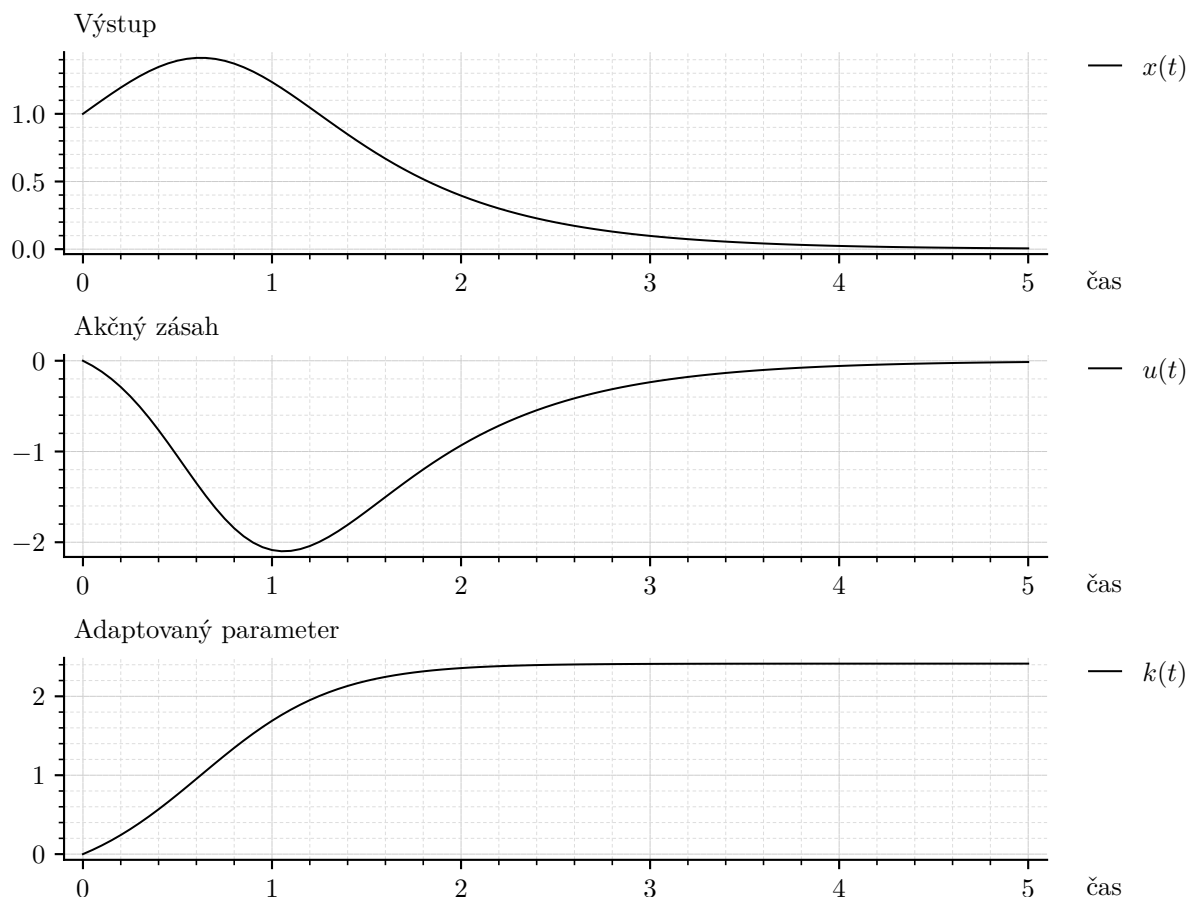 Výstup
x(t)
1.0
0.5
0.0
0 1 2 3 4 5 čas
Akčný zásah
u(t)
0
−1
−2
0 1 2 3 4 5 čas
Adaptovaný parameter
k(t)
2
1
0
0 1 2 3 4 5 čas